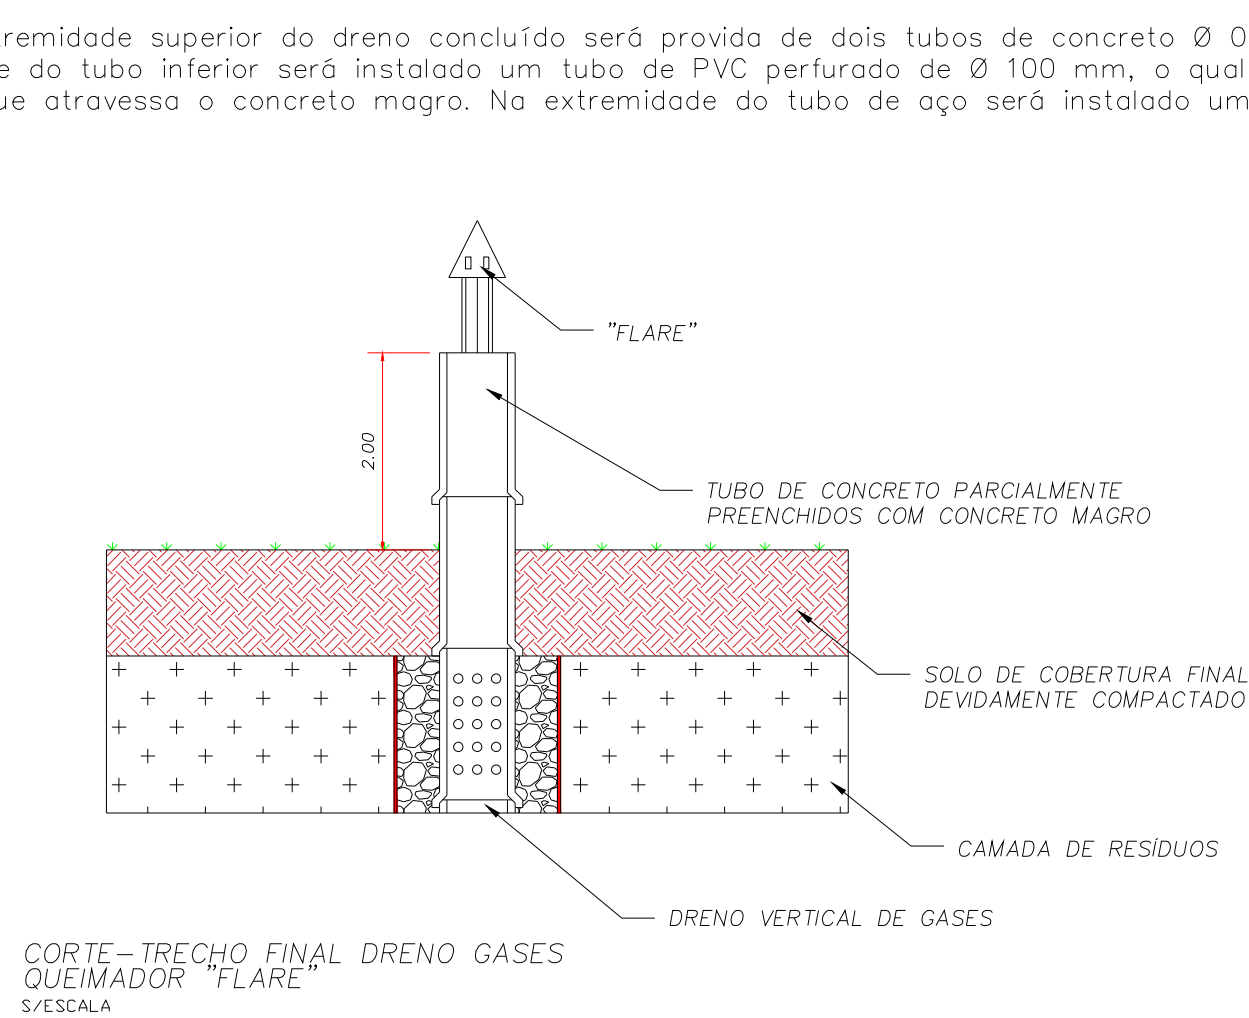 tremidade superior do dreno concluído será provida de dois tubos de concreto Ø 0
e do tubo inferior será instalado um tubo de PVC perfurado de Ø 100 mm, o qual
ue atravessa o concreto magro. Na extremidade do tubo de aço será instalado um
"FLARE"
2.00
TUBO DE CONCRETO PARCIALMENTE
PREENCHIDOS COM CONCRETO MAGRO
SOLO DE COBERTURA FINAL
DEVIDAMENTE COMPACTADO
CAMADA DE RESÍDUOS
DRENO VERTICAL DE GASES
CORTE-TRECHO FINAL DRENO GASES
QUEIMADOR "FLARE"
S/ESCALA